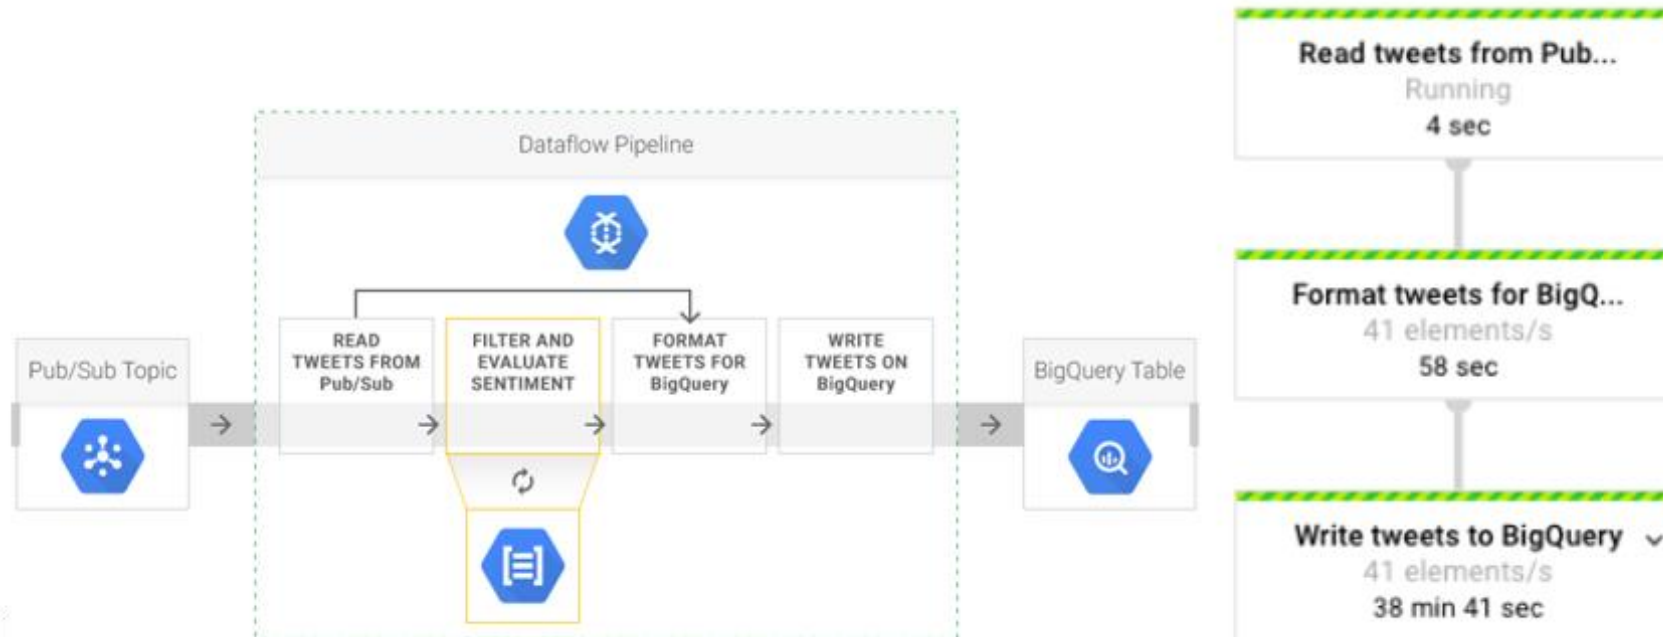 Dataflow Pipeline
Pub/Sub Topic
READ
TWEETS FROM
Pub/Sub
FILTER AND
EVALUATE
SENTIMENT
FORMAT
TWEETS FOR
BigQuery
WRITE
TWEETS ON
BigQuery
BigQuery Table
Read tweets from Pub...
Running
4 sec
Format tweets for BigQ...
41 elements/s
58 sec
Write tweets to BigQuery
41 elements/s
38 min 41 sec